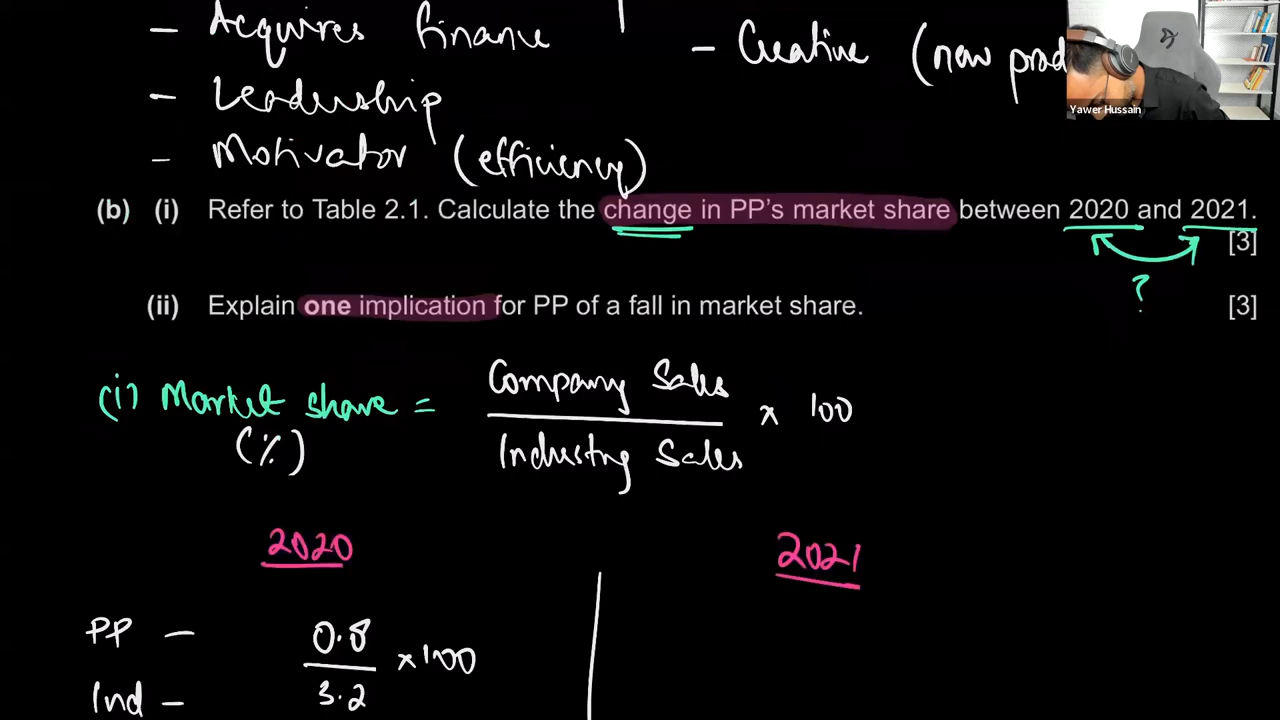 - Acquires finance
- Creative (new prod
- Leadership
- Motivator (efficiency)
Yawer Hussain
(b) (i) Refer to Table 2.1. Calculate the change in PP's market share between 2020 and 2021.
[3]
?
(ii) Explain one implication for PP of a fall in market share. [3]
(i) Market share = Company Sales / Industry Sales × 100
(%)
2020
2021
PP - 0.8
×100
Ind - 3.2